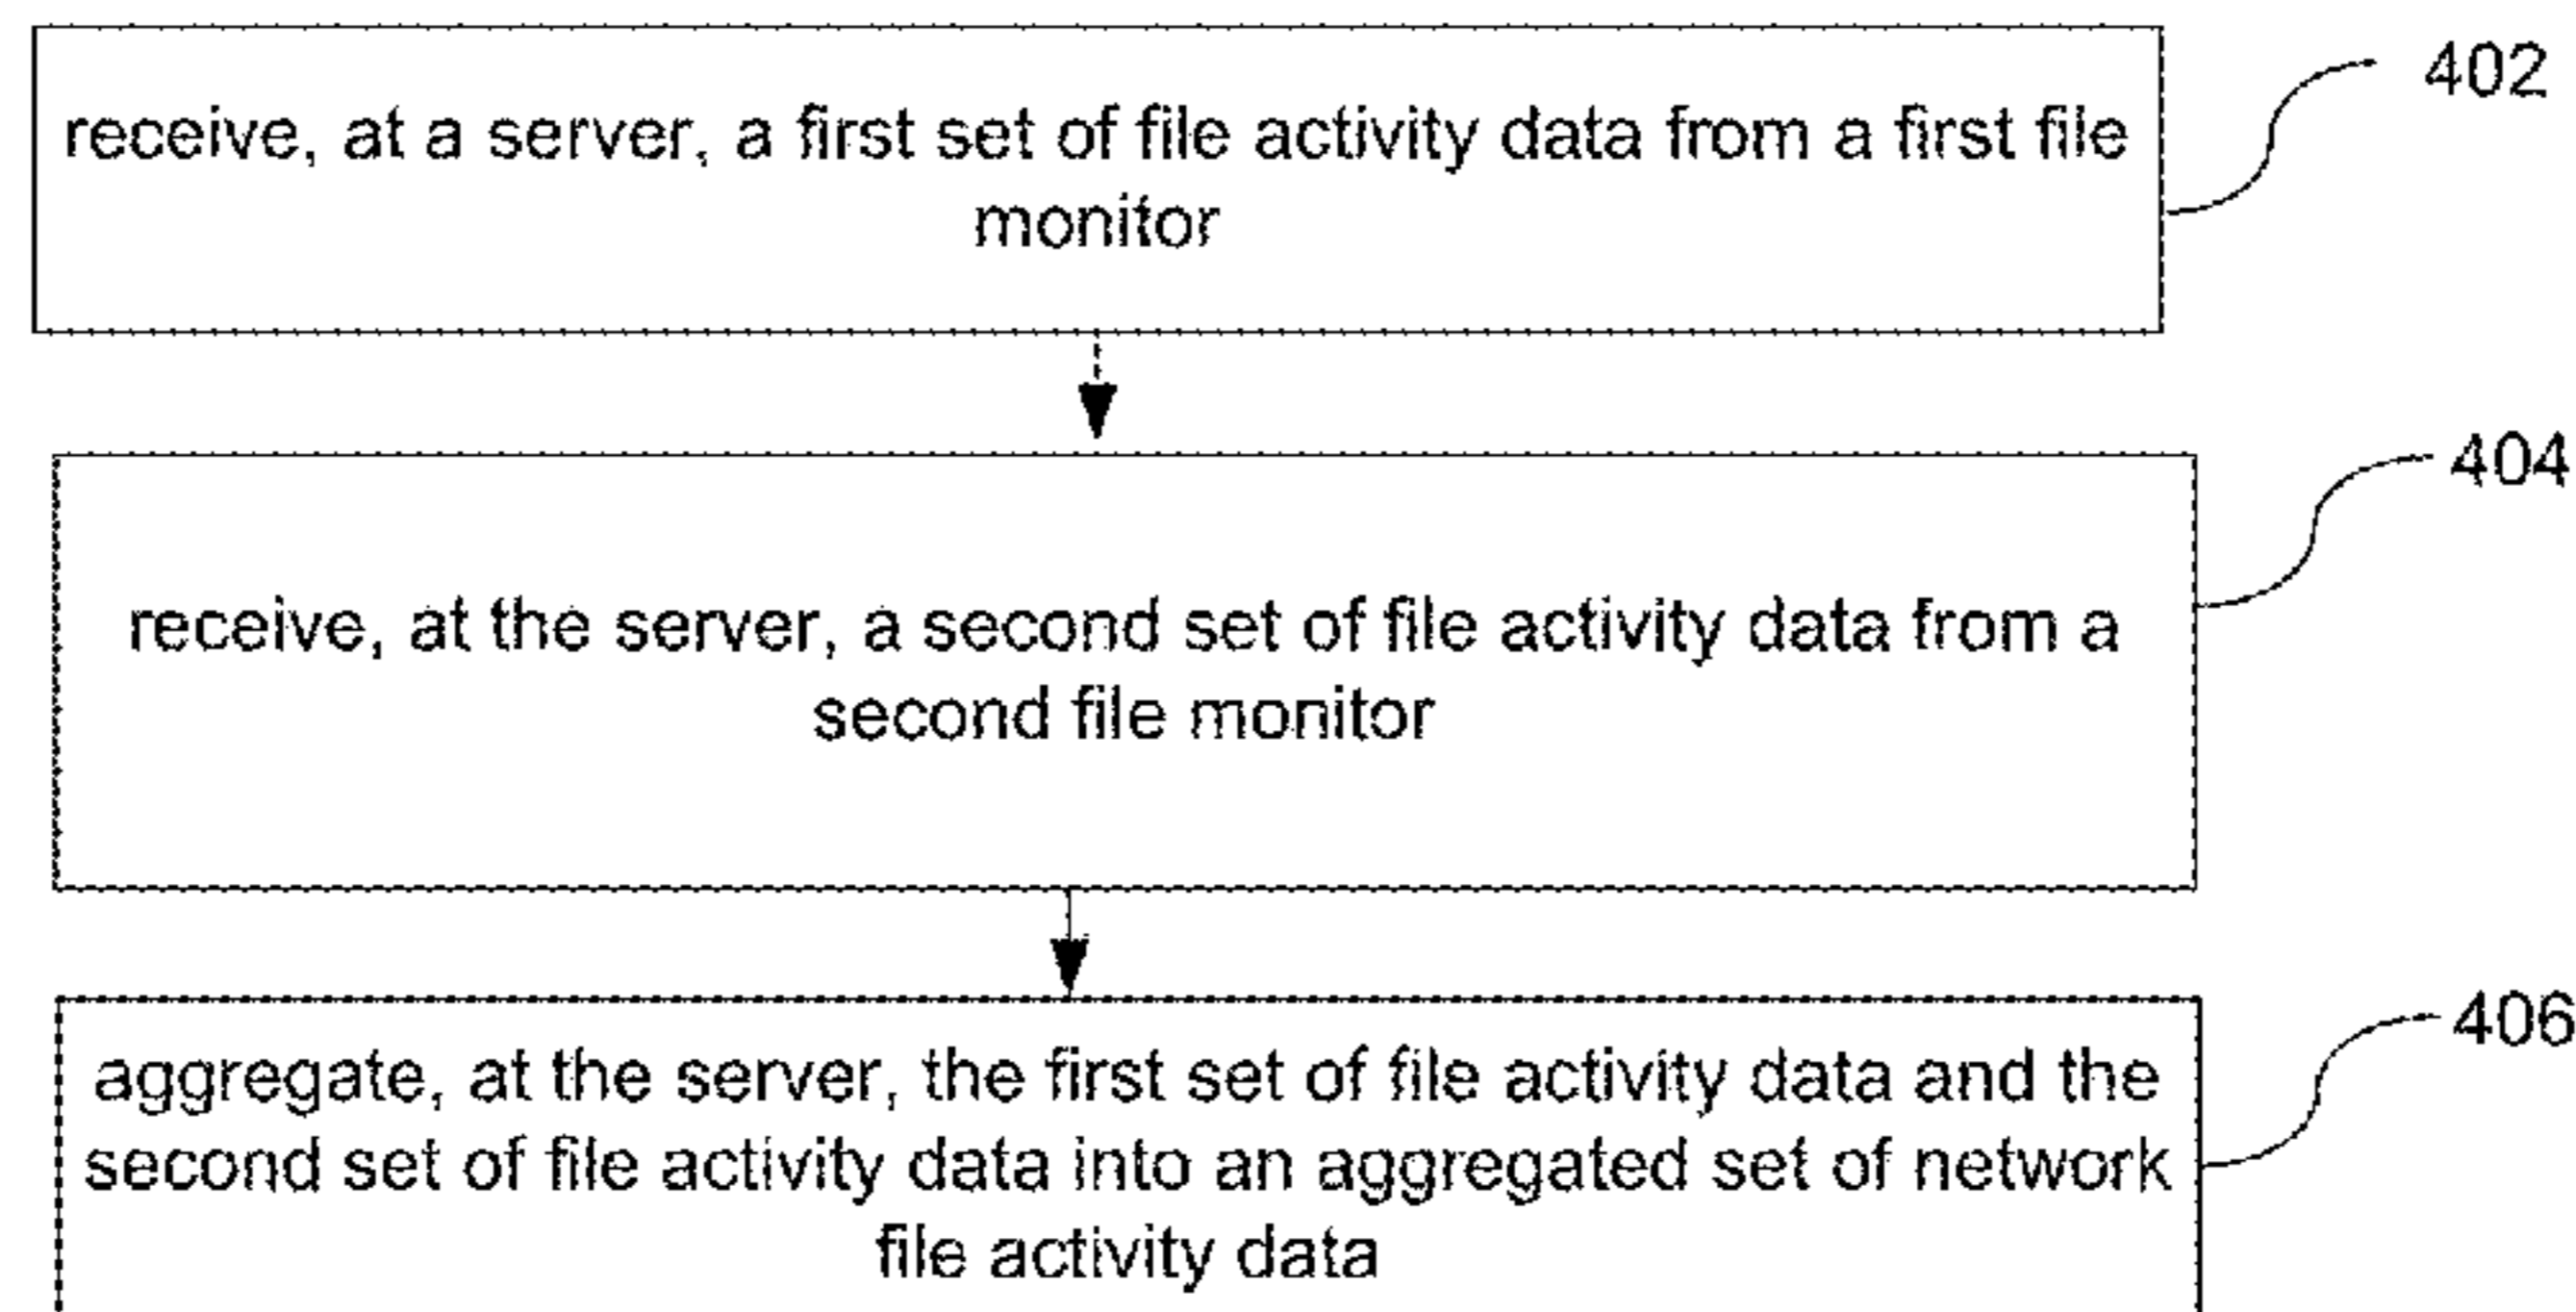 402
receive, at a server, a first set of file activity data from a first file
monitor
404
receive, at the server, a second set of file activity data from a
second file monitor
406
aggregate, at the server, the first set of file activity data and the
second set of file activity data into an aggregated set of network
file activity data